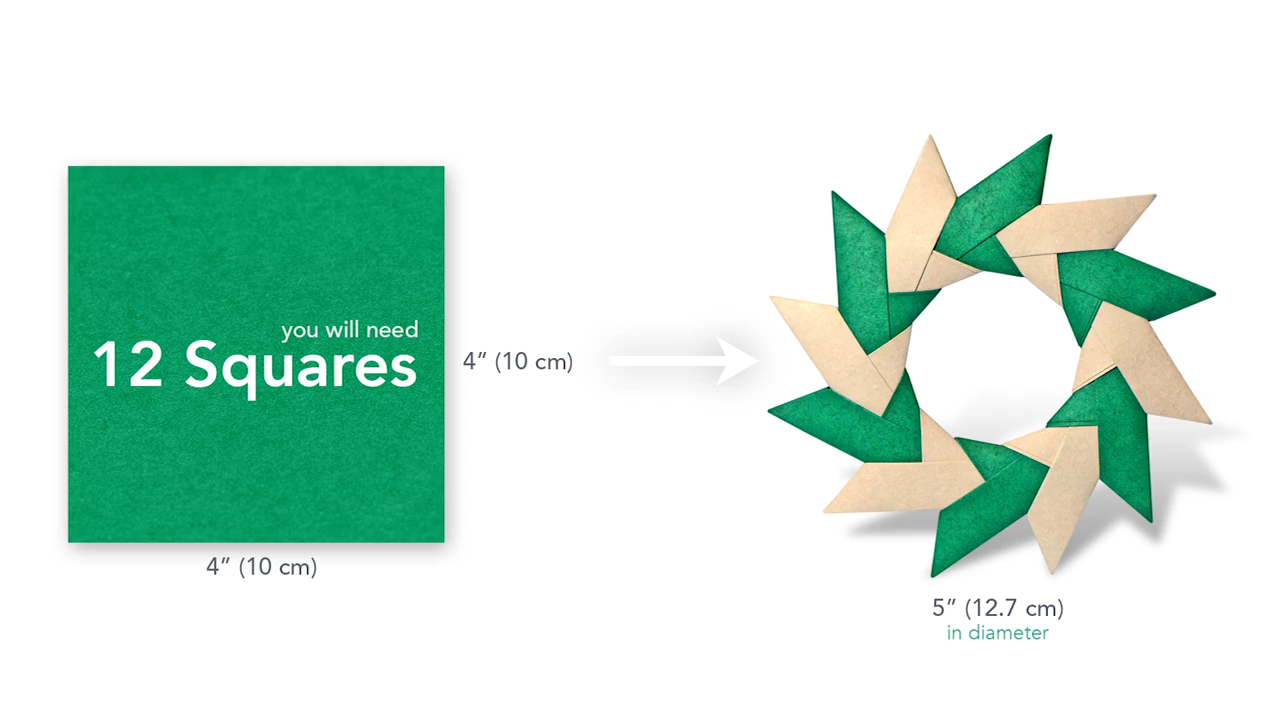 you will need
12 Squares
4” (10 cm)
4” (10 cm)
5” (12.7 cm)
in diameter